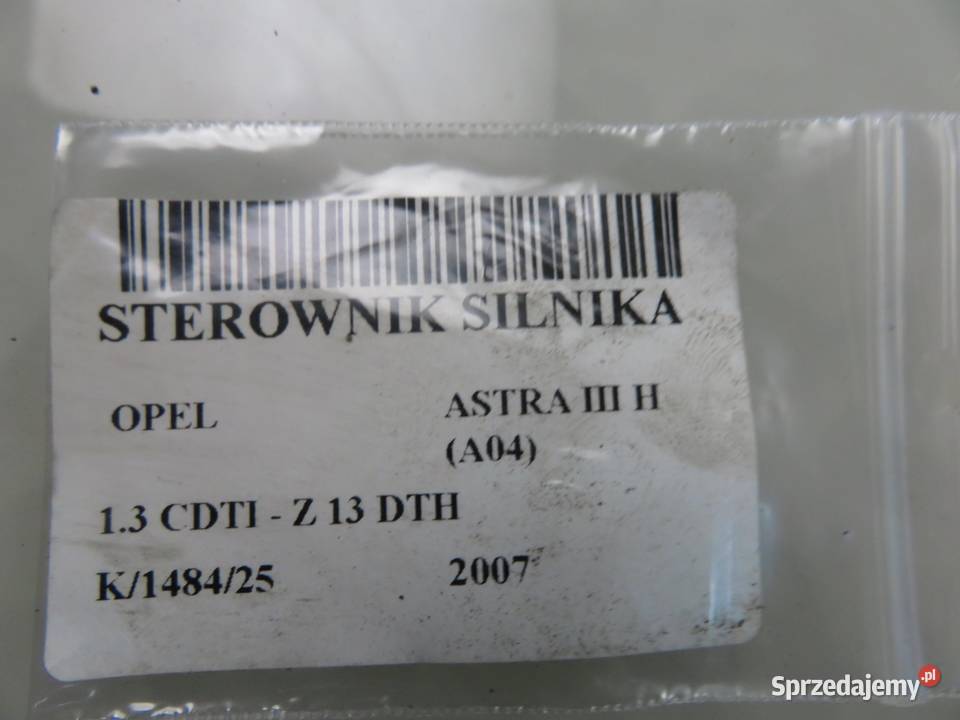 STEROWNIK SILNIKA
OPEL ASTRA III H
(A04)
1.3 CDTI - Z 13 DTH
K/1484/25 2007
Sprzedajemy.pl